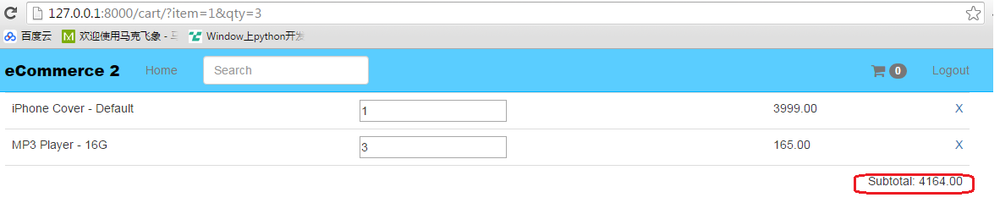 127.0.0.1:8000/cart/?item=1&qty=3
百度云 欢迎使用马克飞象 - 马 Window上python开发
eCommerce 2 Home Search 0 Logout
iPhone Cover - Default 1 3999.00 X
MP3 Player - 16G 3 165.00 X
Subtotal: 4164.00